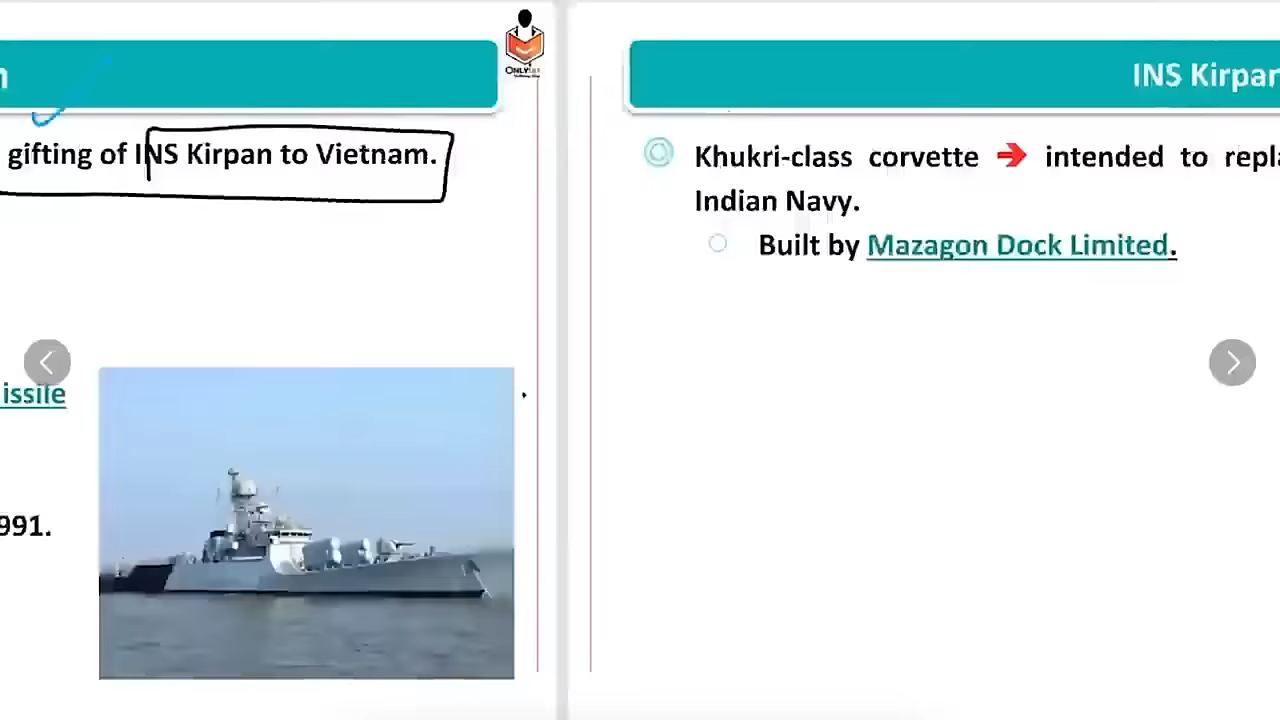 n
gifting of INS Kirpan to Vietnam.
issile
991.
ONLY
INS Kirpan
Khukri-class corvette ➔ intended to repla
Indian Navy.
Built by Mazagon Dock Limited.